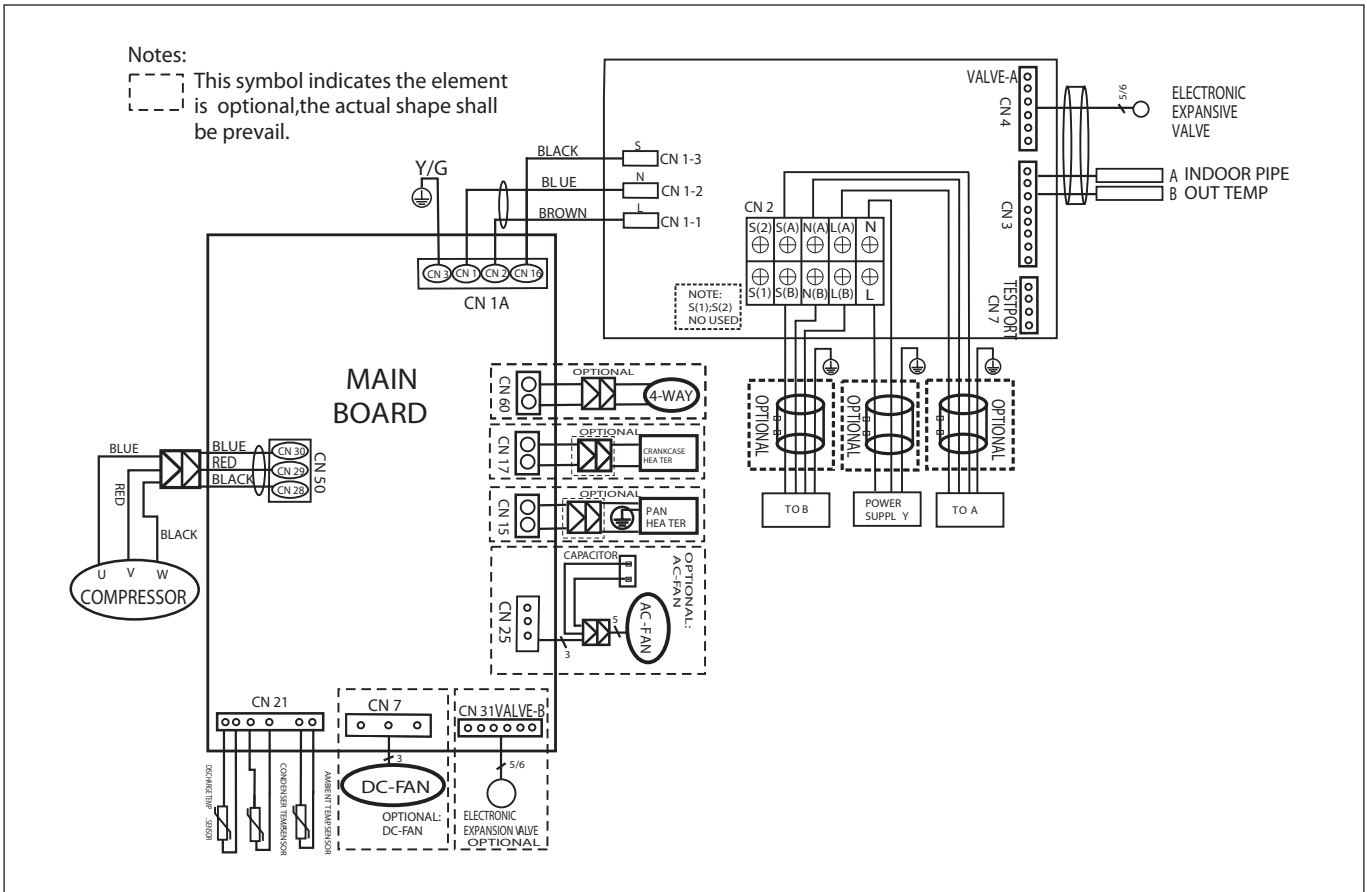 Notes:
This symbol indicates the element
is optional,the actual shape shall
be prevail.
Y/G
BLACK
BLUE
BROWN
S
CN 1-3
N
CN 1-2
L
CN 1-1
CN 3
CN 1
CN 2
CN 16
CN 1A
MAIN
BOARD
VALVE-A
CN 4
5/6
ELECTRONIC
EXPANSIVE
VALVE
A INDOOR PIPE
B OUT TEMP
CN 3
TESTPORT
CN 7
CN 2
S(2) S(A) N(A) L(A) N
S(1) S(B) N(B) L(B) L
NOTE:
S(1);S(2)
NO USED
OPTIONAL
OPTIONAL
OPTIONAL
TO B
POWER
SUPPL Y
TO A
CN 60
OPTIONAL
4-WAY
CN 17
OPTIONAL
CRANKCASE
HEA TER
CN 15
OPTIONAL
PAN
HEA TER
CN 25
CAPACITOR
OPTIONAL:
AC-FAN
5
3
AC-FAN
BLUE
RED
BLACK
BLUE
RED
BLACK
CN 30
CN 29
CN 28
CN 50
U V W
COMPRESSOR
CN 21
DISCHARGE TEMP
. SENSOR
CONDENSER TEMP.SENSOR
AMBIENT TEMP.SENSOR
CN 7
3
DC-FAN
OPTIONAL:
DC-FAN
CN 31 VALVE-B
5/6
ELECTRONIC
EXPANSION VALVE
OPTIONAL